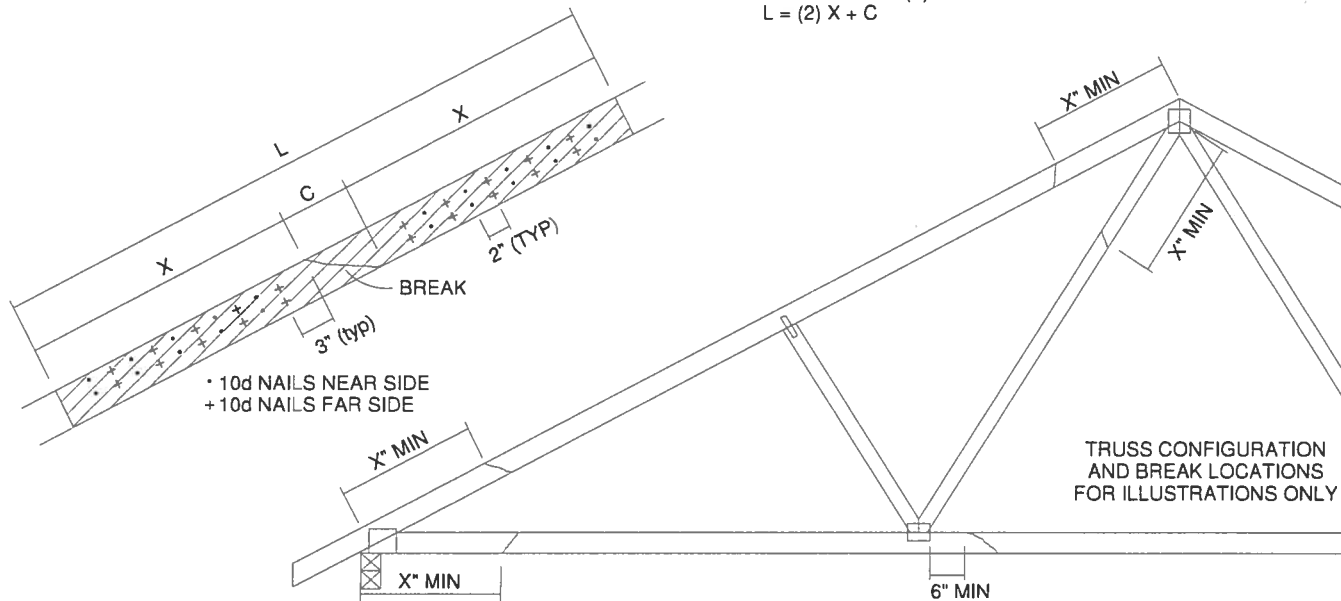 L = (2) X + C
X" MIN
X
L
C
X
2" (TYP)
X" MIN
BREAK
3" (typ)
• 10d NAILS NEAR SIDE
+ 10d NAILS FAR SIDE
X" MIN
TRUSS CONFIGURATION
AND BREAK LOCATIONS
FOR ILLUSTRATIONS ONLY
X" MIN
6" MIN